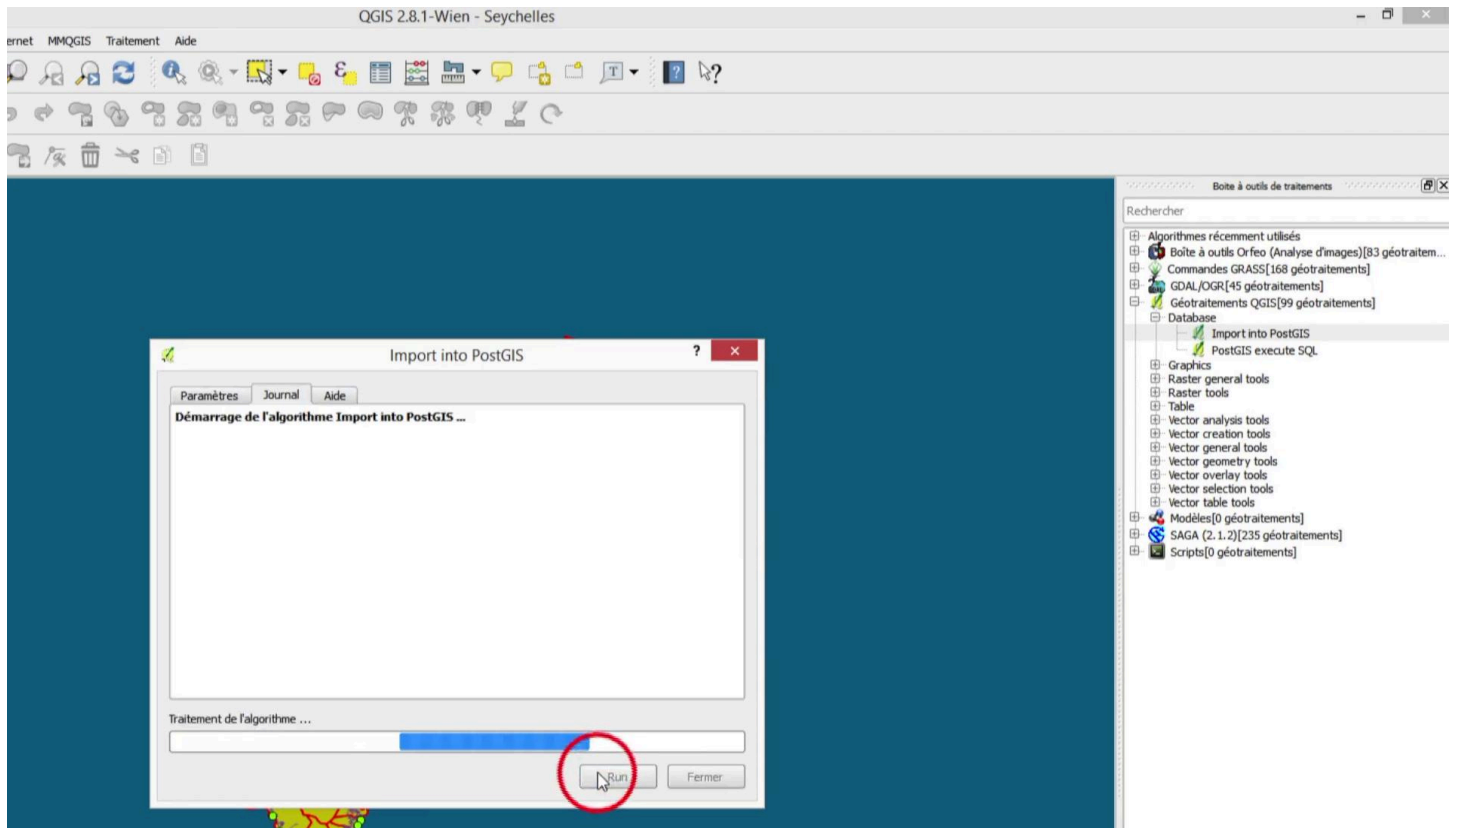 QGIS 2.8.1-Wien - Seychelles
ernet MMQGIS Traitement Aide
Boite à outils de traitements
Rechercher
Algorithmes récemment utilisés
Boîte à outils Orfeo (Analyse d'images)[83 géotraitem...
Commandes GRASS[168 géotraitements]
GDAL/OGR[45 géotraitements]
Géotraitements QGIS[99 géotraitements]
Database
Import into PostGIS
PostGIS execute SQL
Graphics
Raster general tools
Raster tools
Table
Vector analysis tools
Vector creation tools
Vector general tools
Vector geometry tools
Vector overlay tools
Vector selection tools
Vector table tools
Modèles[0 géotraitements]
SAGA (2.1.2)[235 géotraitements]
Scripts[0 géotraitements]
Import into PostGIS
Paramètres Journal Aide
Démarrage de l'algorithme Import into PostGIS ...
Traitement de l'algorithme ...
Run Fermer